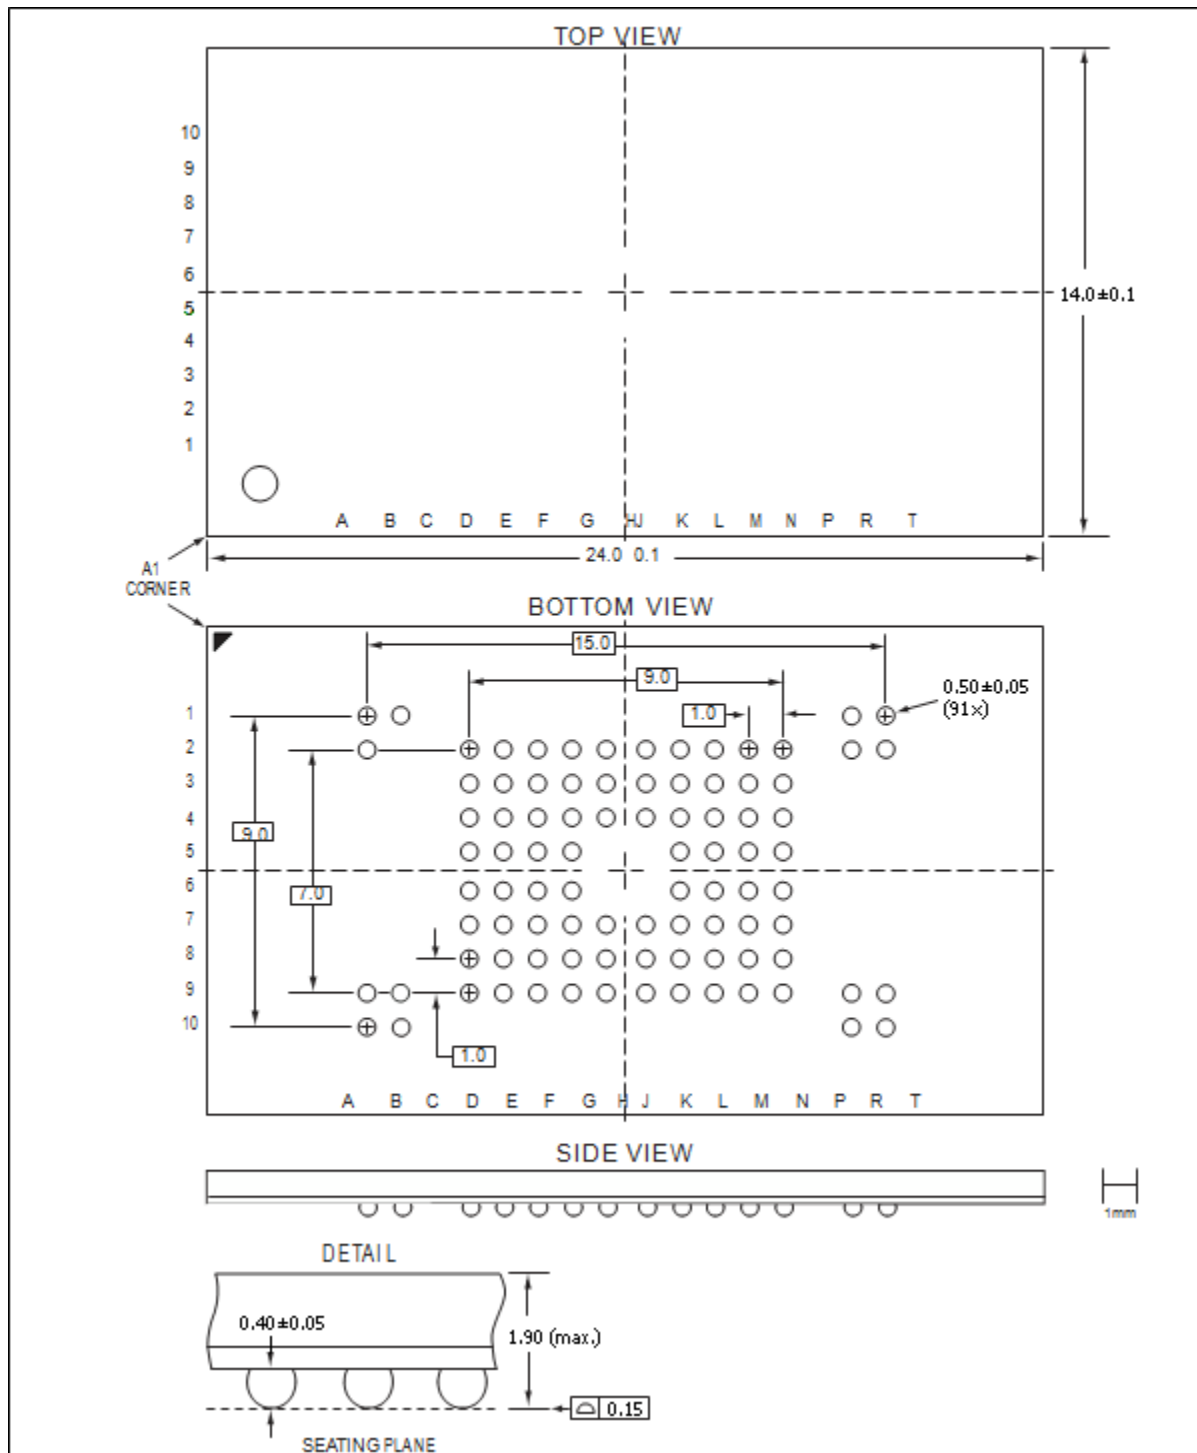 TOP VIEW
10
9
8
7
6
5
4
3
2
1
14.0±0.1
A B C D E F G HJ K L M N P R T
24.0 0.1
A1
CORNER
BOTTOM VIEW
15.0
9.0
0.50±0.05
(91×)
1.0
1
2
3
4
9.0
5
6
7.0
7
8
9
10
1.0
A B C D E F G H J K L M N P R T
SIDE VIEW
1mm
DETAIL
0.40±0.05
1.90 (max.)
0.15
SEATING PLANE